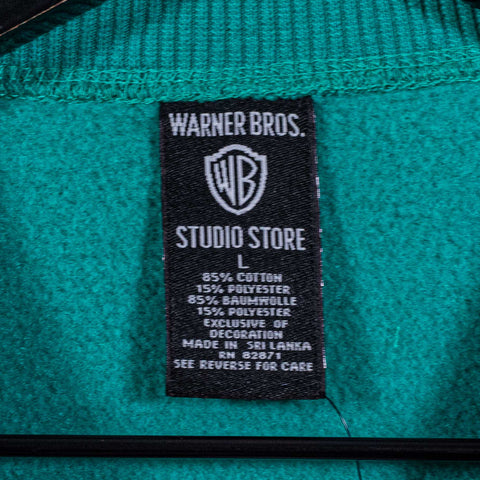 WARNER BROS.
WB
STUDIO STORE
L
85% COTTON
15% POLYESTER
85% BAUMWOLLE
15% POLYESTER
EXCLUSIVE OF
DECORATION
MADE IN SRI LANKA
RN 82871
SEE REVERSE FOR CARE